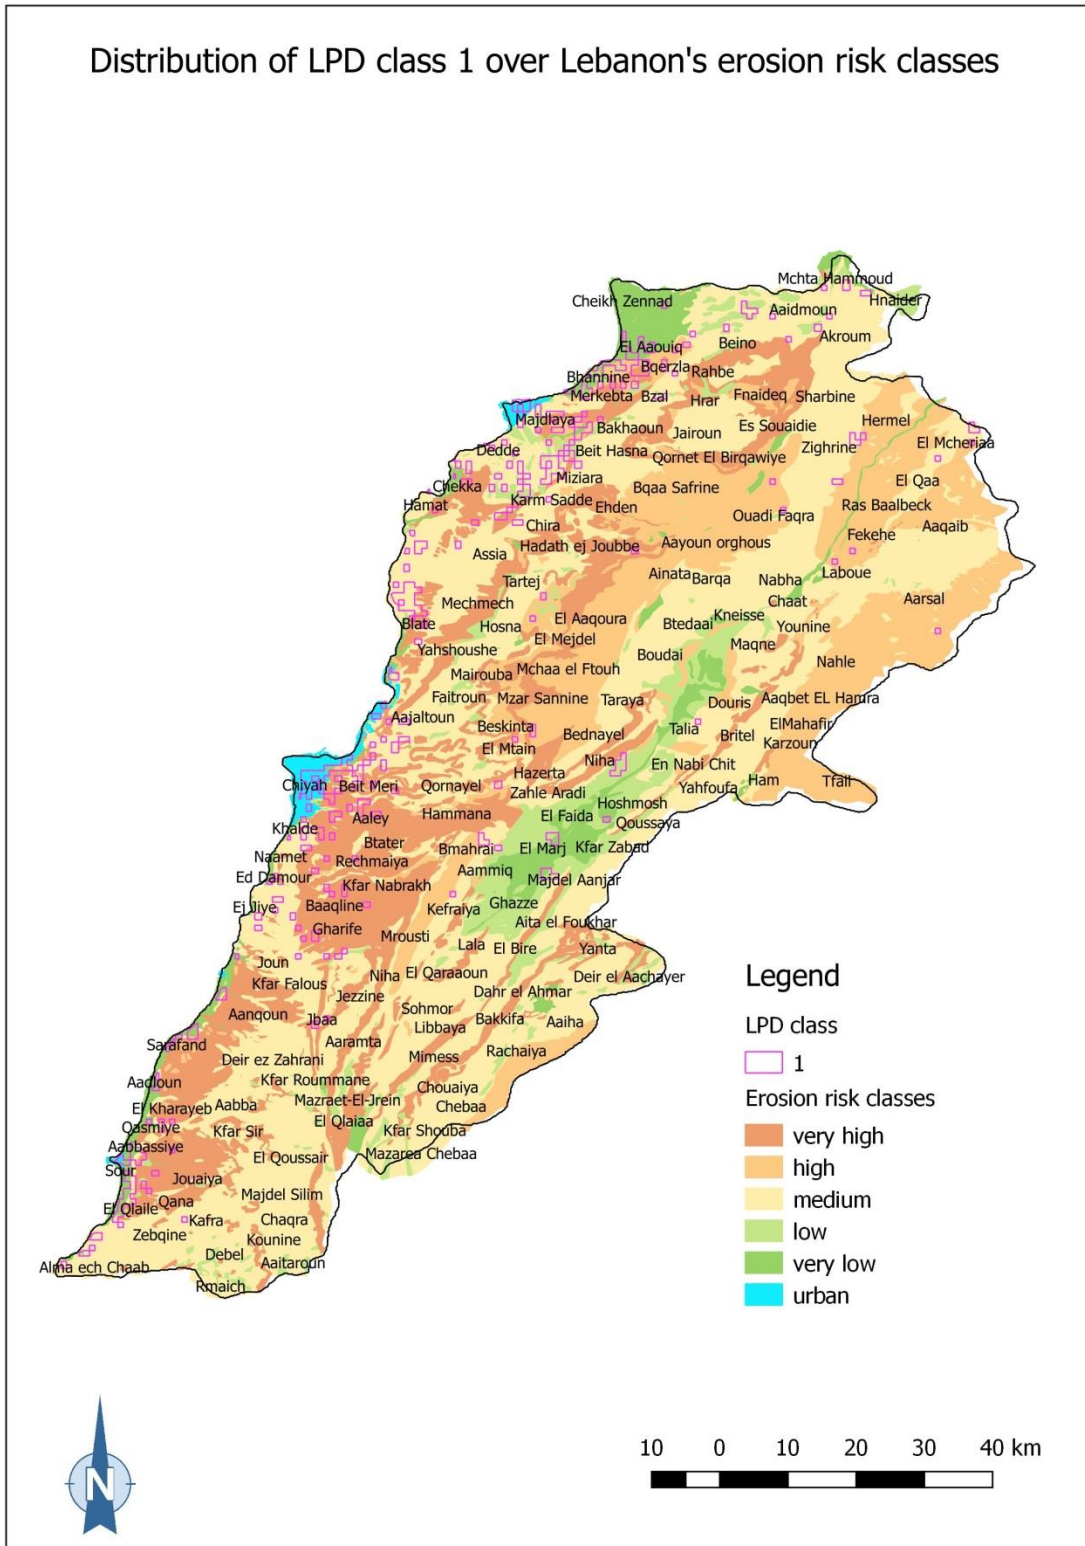 Distribution of LPD class 1 over Lebanon's erosion risk classes
Mchta Hammoud
Cheikh Zennad
Hnaider
Aaidmoun
Akroum
El Aaouiq
Beino
Bqerzla
Rahbe
Bhannine
Merkebta
Bzal
Hrar
Fnaideq
Sharbine
Majdlaya
Bakhaoun
Jairoun
Es Souaidie
Hermel
Dedde
Beit Hasna
Zighrine
El Mcheriaa
Qornet El Birqawiye
Miziara
Chekka
Bqaa Safrine
El Qaa
Hamat
Karm Sadde
Ehden
Ouadi Faqra
Ras Baalbeck
Chira
Aaqaib
Fekehe
Hadath ej Joubbe
Aayoun orghous
Assia
Tartej
Ainata
Barqa
Nabha
Laboue
Mechmech
Chaat
Aarsal
Blate
Hosna
El Aaqoura
Kneisse
Btedaai
Younine
El Mejdel
Maqne
Yahshoushe
Boudai
Nahle
Mairouba
Mchaa el Ftouh
Faitroun
Mzar Sannine
Taraya
Douris
Aaqbet EL Hamra
Aajaltoun
Beskinta
Talia
ElMahafir
Bednayel
Britel
Karzoun
El Mtain
Niha
En Nabi Chit
Hazerta
Ham
Tfail
Chiyah
Beit Meri
Qornayel
Zahle Aradi
Yahfoufa
Hoshmosh
Khalde
Aaley
Hammana
El Faida
Qoussaya
Btater
Naamet
Rechmaiya
Bmahrai
El Marj
Kfar Zabad
Ed Damour
Aammiq
Kfar Nabrakh
Majdel Aanjar
Ej Jiye
Baaqline
Kefraiya
Ghazze
Gharife
Aita el Foukhar
Mrousti
Lala
El Bire
Yanta
Joun
Niha
El Qaraaoun
Deir el Aachayer
Kfar Falous
Jezzine
Dahr el Ahmar
Aanqoun
Jbaa
Sohmor
Bakkifa
Aaiha
Libbaya
Sarafand
Aaramta
Deir ez Zahrani
Mimess
Rachaiya
Aadloun
Kfar Roummane
Chouaiya
El Kharayeb
Aabba
Mazraet-El-Jrein
Chebaa
Qasmiye
Kfar Sir
El Qlaiaa
Kfar Shouba
Aabbassiye
El Qoussair
Mazarea Chebaa
Sour
Jouaiya
Majdel Silim
El Qlaile
Qana
Kafra
Chaqra
Zebqine
Kounine
Debel
Aaitaroun
Alma ech Chaab
Rmaich
Legend
LPD class
1
Erosion risk classes
very high
high
medium
low
very low
urban
N
10 0 10 20 30 40 km